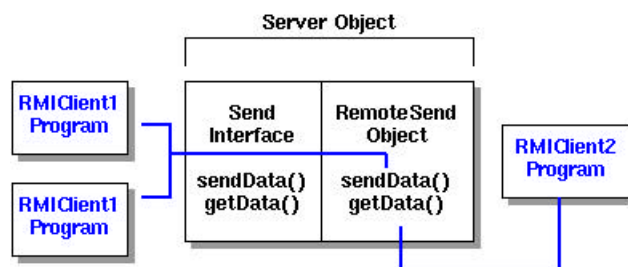 Server Object
RMIClient1
Program
RMIClient1
Program
Send
Interface
sendData()
getData()
RemoteSend
Object
sendData()
getData()
RMIClient2
Program